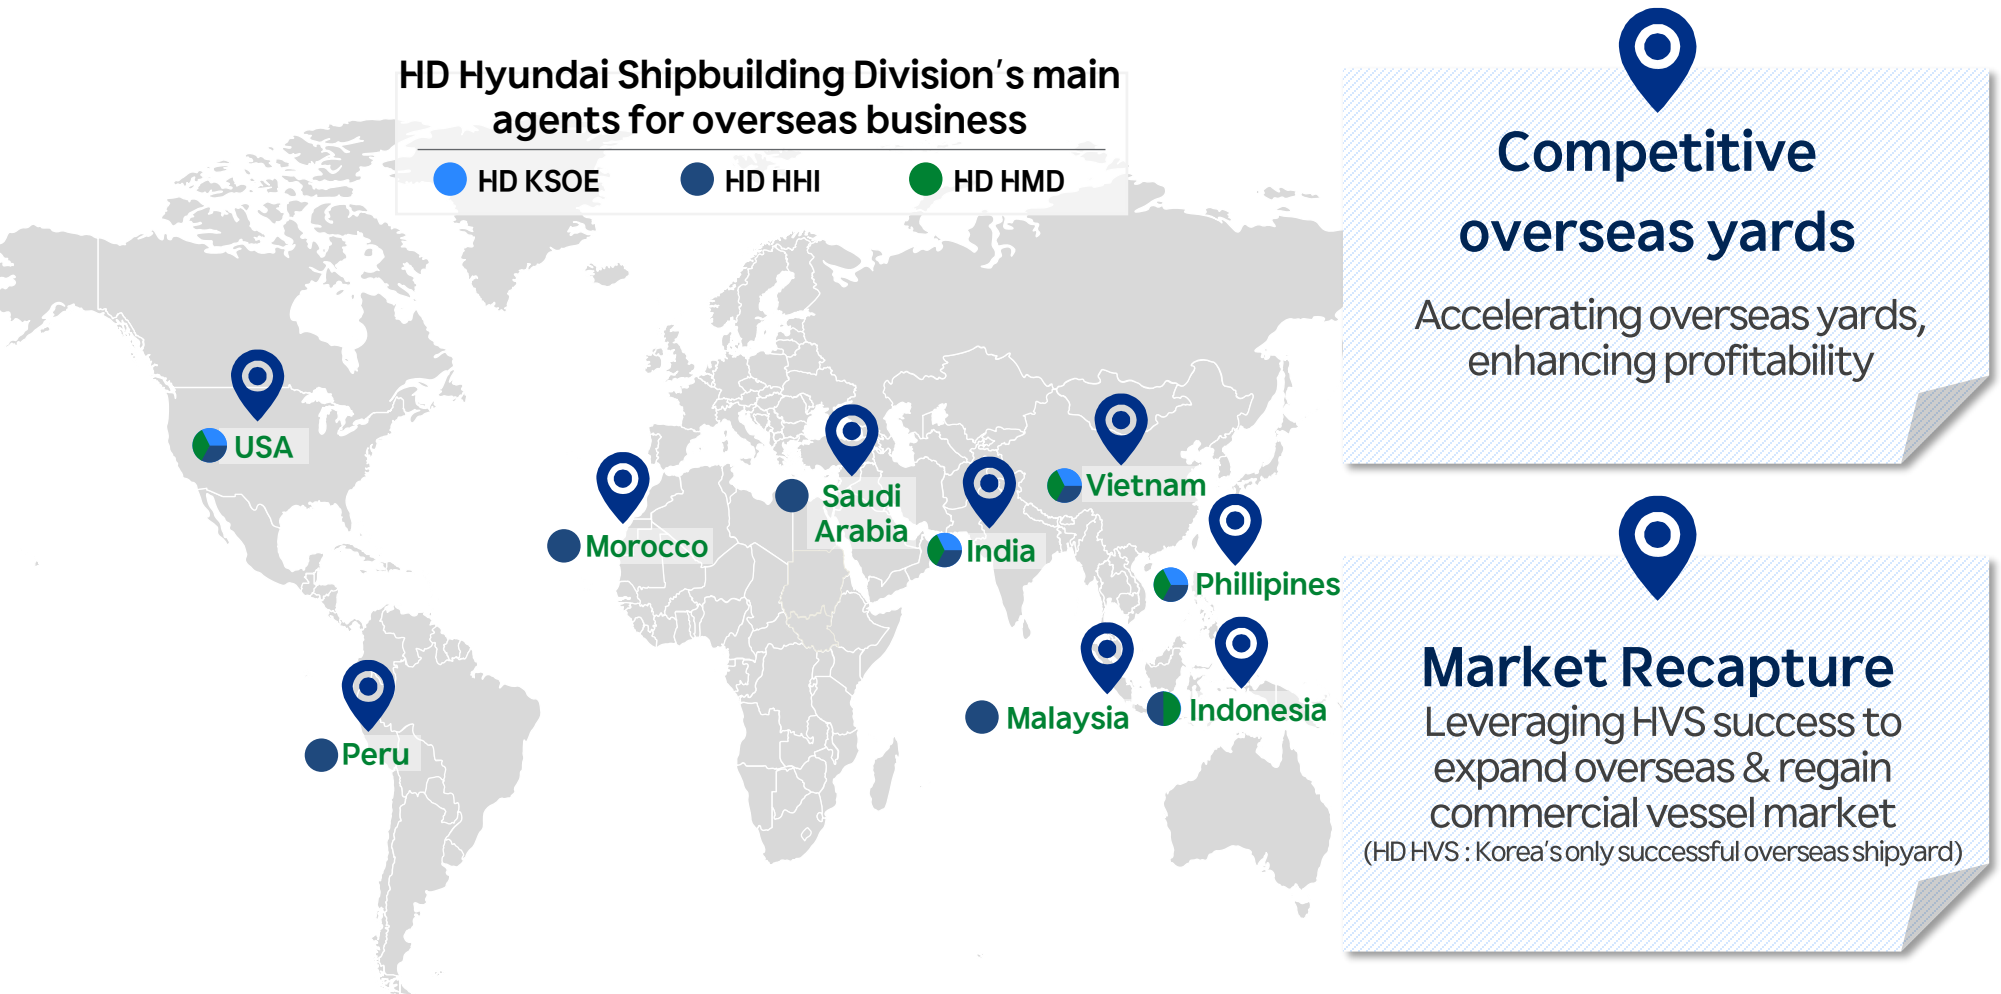 HD Hyundai Shipbuilding Division's main
agents for overseas business
HD KSOE
HD HHI
HD HMD
USA
Morocco
Saudi
Arabia
India
Vietnam
Phillipines
Malaysia
Indonesia
Peru
Competitive
overseas yards
Accelerating overseas yards,
enhancing profitability
Market Recapture
Leveraging HVS success to
expand overseas & regain
commercial vessel market
(HD HVS : Korea's only successful overseas shipyard)